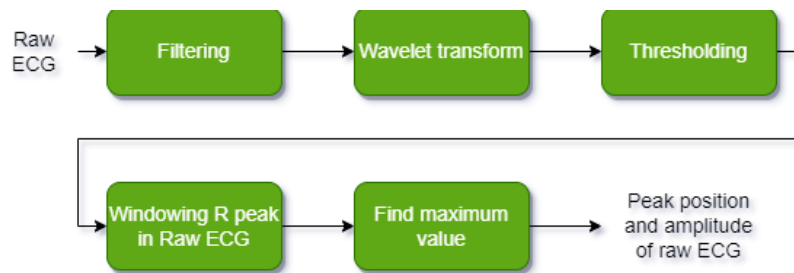 Raw
ECG
Filtering
Wavelet transform
Thresholding
Windowing R peak
in Raw ECG
Find maximum
value
Peak position
and amplitude
of raw ECG